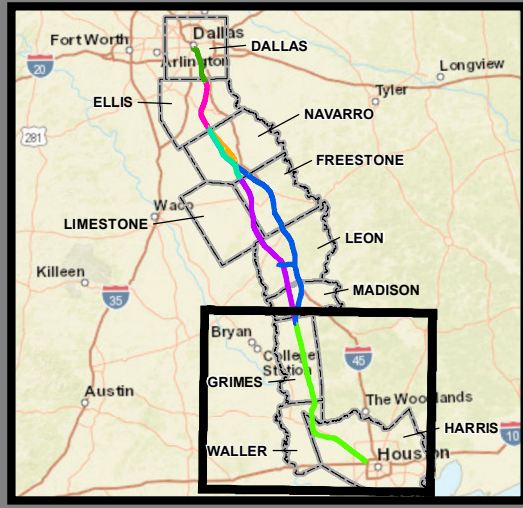 Dallas
Fort Worth
DALLAS
Arlington
20
Longview
Tyler
ELLIS
NAVARRO
281
FREESTONE
Waco
LIMESTONE
LEON
Killeen
MADISON
35
Bryan
College
Station
45
GRIMES
Austin
The Woodlands
HARRIS
10
WALLER
Houston